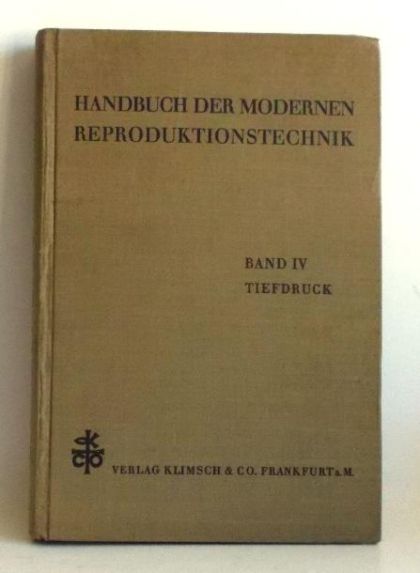 HANDBUCH DER MODERNEN
REPRODUKTIONSTECHNIK
BAND IV
TIEFDRUCK
VERLAG KLIMSCH & CO. FRANKFURT a. M.